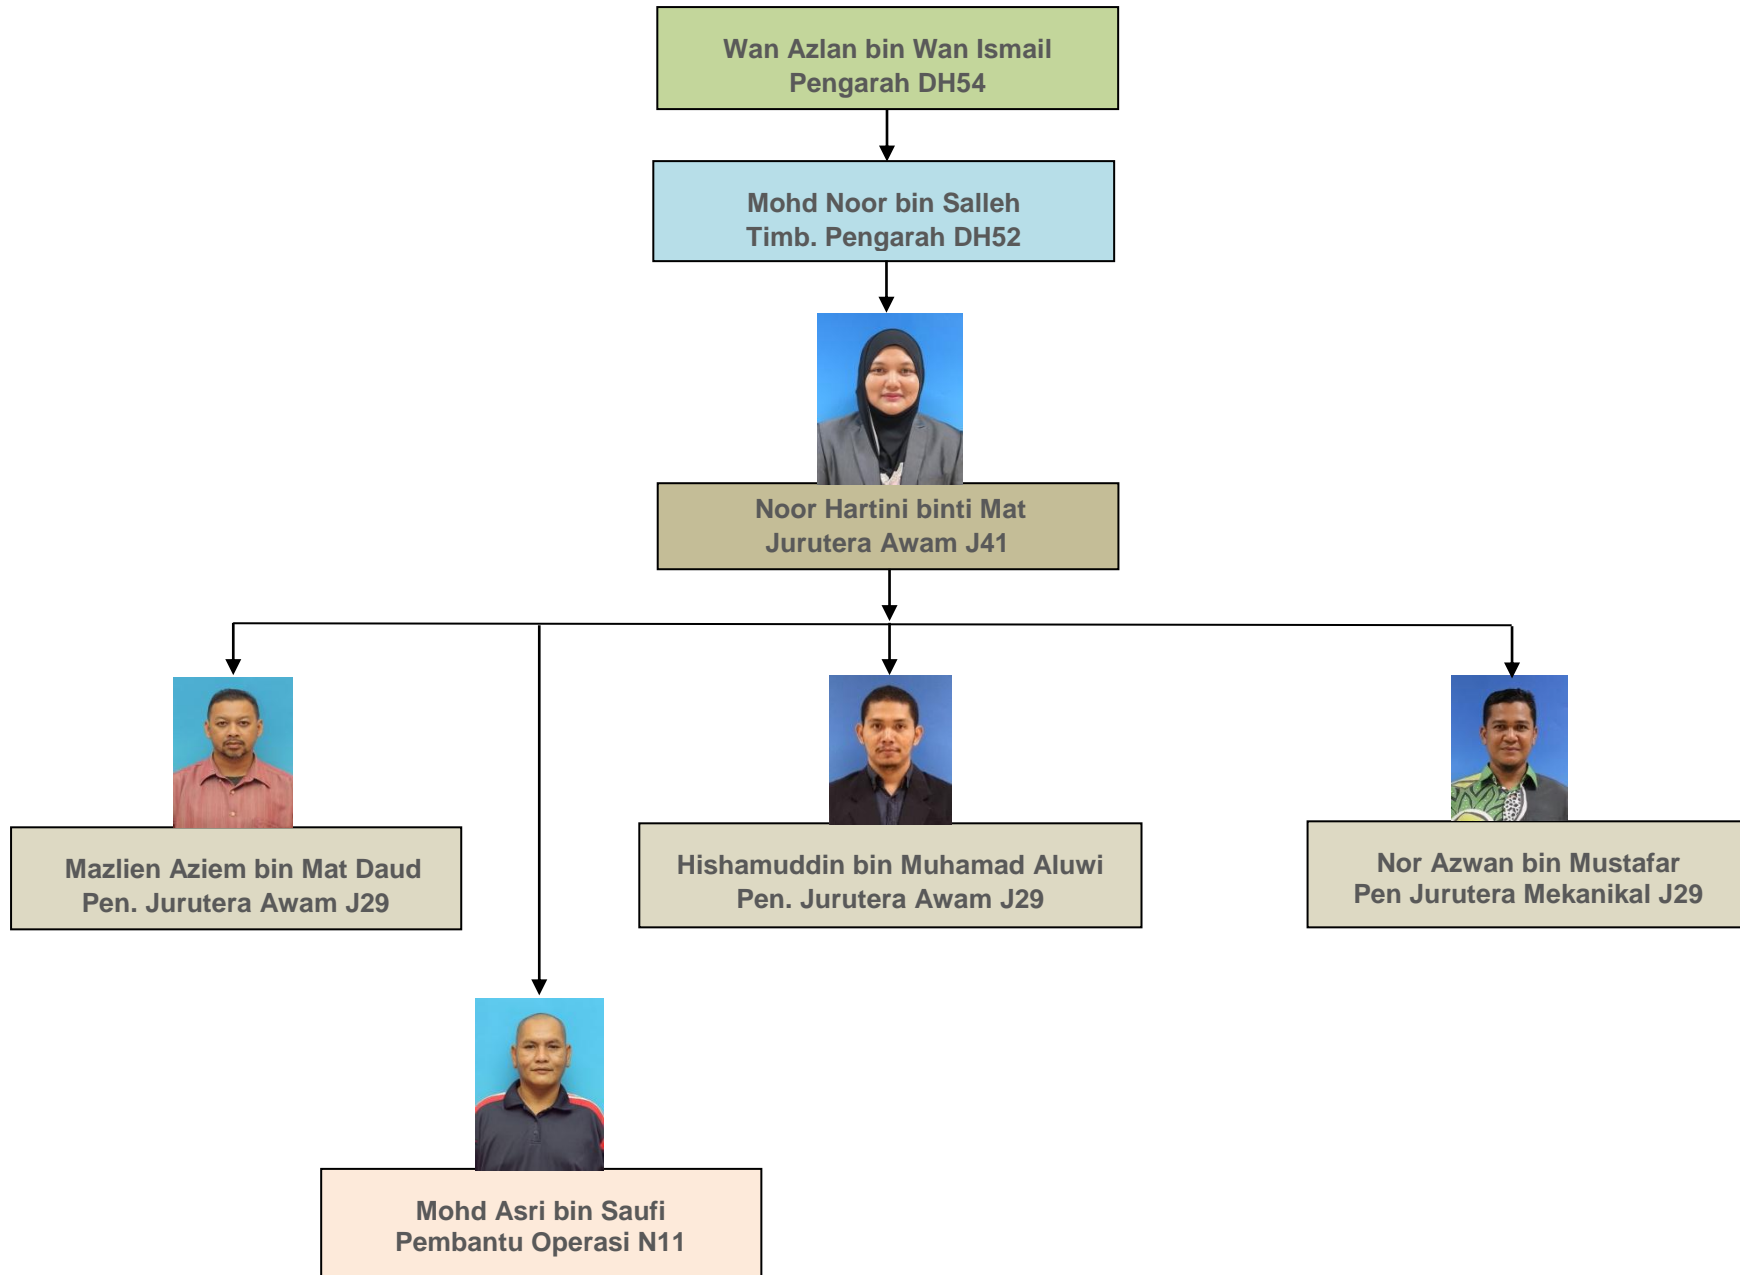 Wan Azlan bin Wan Ismail
Pengarah DH54
Mohd Noor bin Salleh
Timb. Pengarah DH52
Noor Hartini binti Mat
Jurutera Awam J41
Mazlien Aziem bin Mat Daud
Pen. Jurutera Awam J29
Hishamuddin bin Muhamad Aluwi
Pen. Jurutera Awam J29
Nor Azwan bin Mustafar
Pen Jurutera Mekanikal J29
Mohd Asri bin Saufi
Pembantu Operasi N11